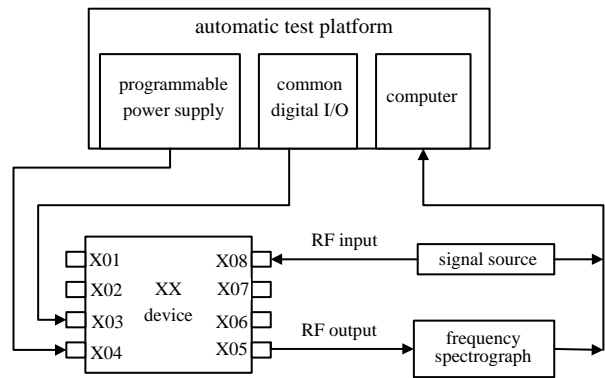 automatic test platform
programmable
power supply
common
digital I/O
computer
RF input
signal source
X01
X02
X03
X04
XX
device
X08
X07
X06
X05
RF output
frequency
spectrograph